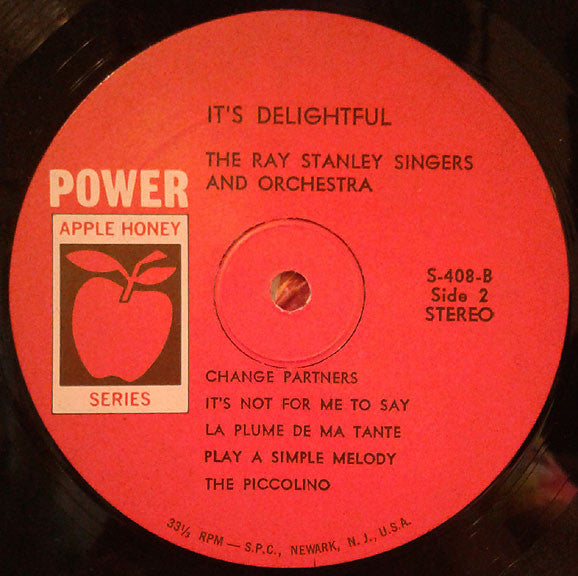 IT'S DELIGHTFUL
THE RAY STANLEY SINGERS
AND ORCHESTRA
POWER
APPLE HONEY
SERIES
S-408-B
Side 2
STEREO
CHANGE PARTNERS
IT'S NOT FOR ME TO SAY
LA PLUME DE MA TANTE
PLAY A SIMPLE MELODY
THE PICCOLINO
33⅓ RPM — S.P.C., NEWARK, N.J., U.S.A.